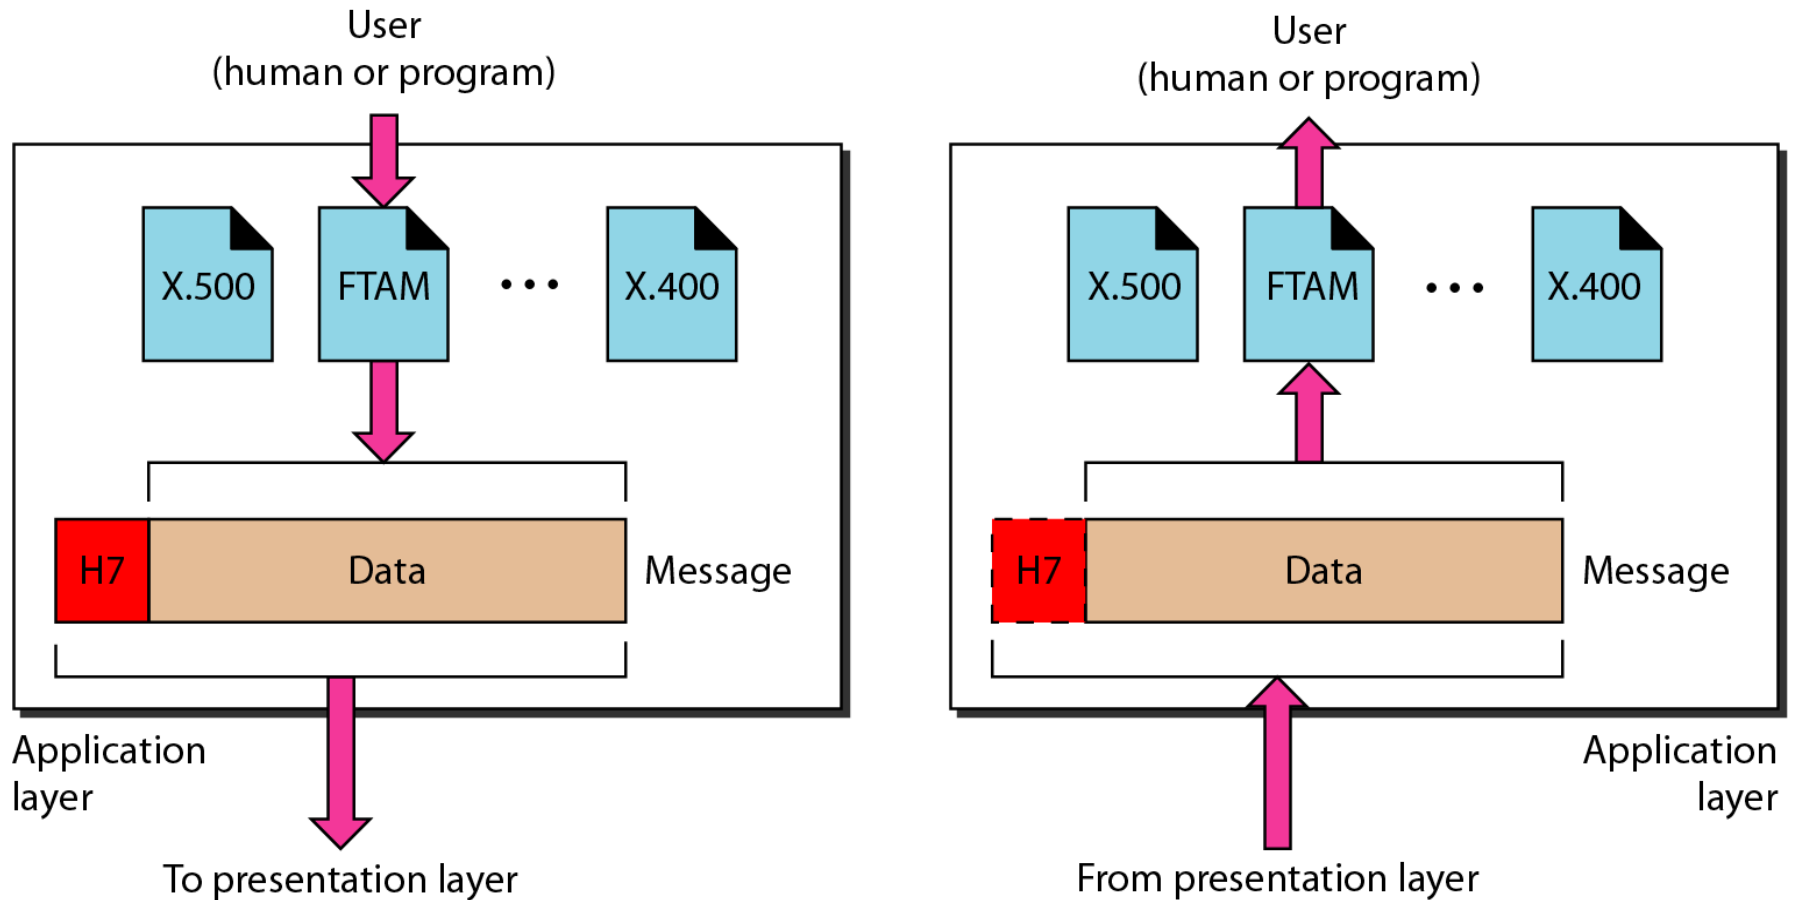 User
(human or program)
X.500
FTAM
...
X.400
H7
Data
Message
Application
layer
To presentation layer
User
(human or program)
X.500
FTAM
...
X.400
H7
Data
Message
Application
layer
From presentation layer